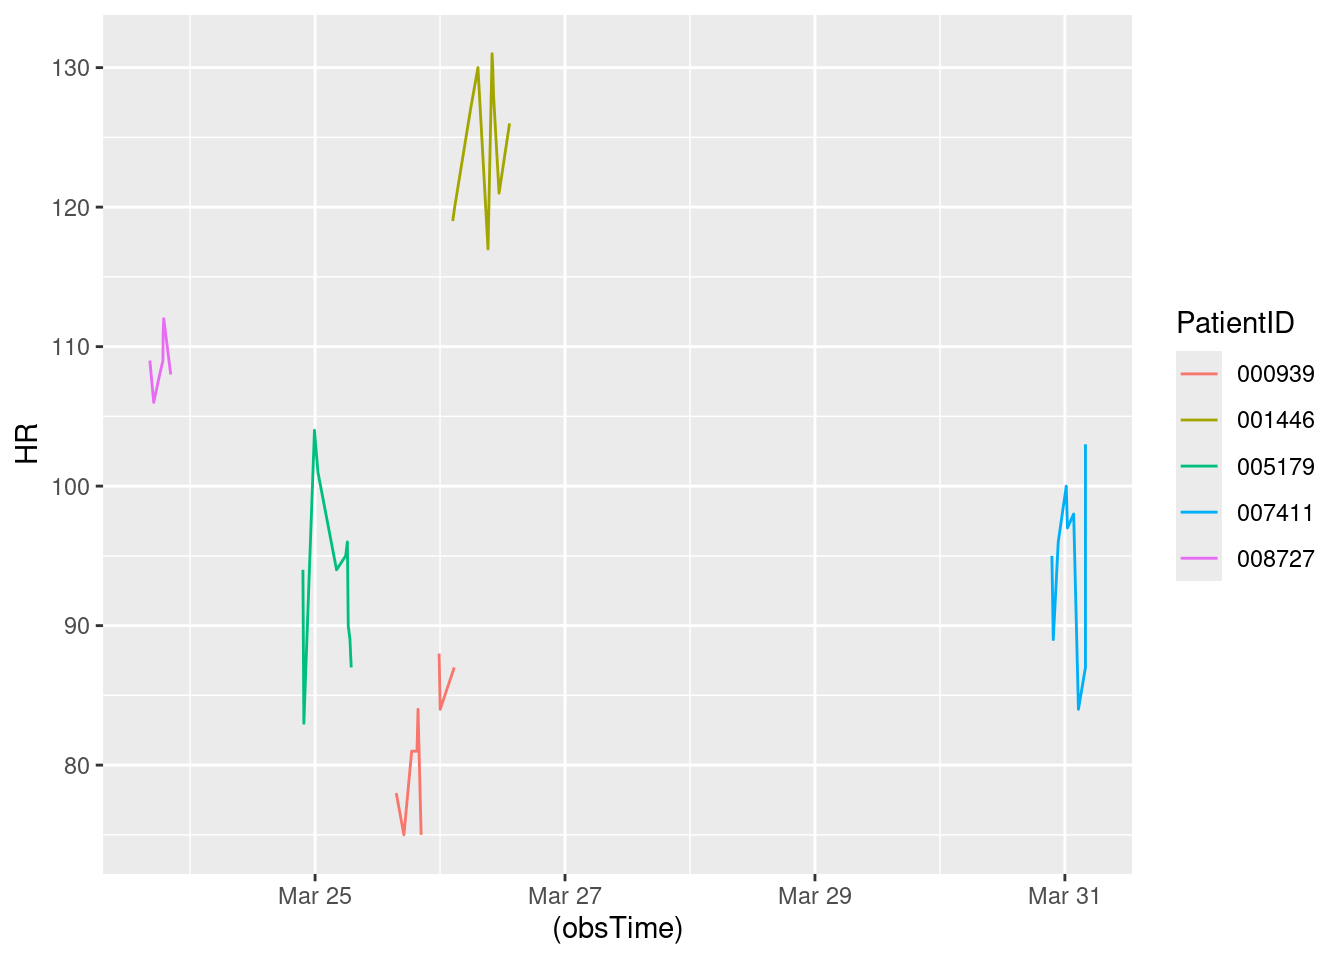 130
120
110
100
90
80
HR
Mar 25
Mar 27
Mar 29
Mar 31
(obsTime)
PatientID
000939
001446
005179
007411
008727